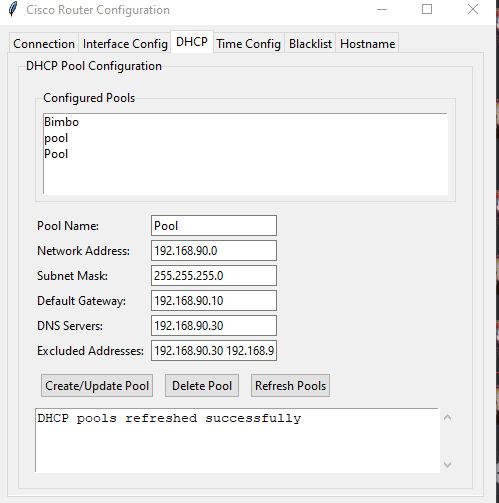 Cisco Router Configuration
Connection Interface Config DHCP Time Config Blacklist Hostname
DHCP Pool Configuration
Configured Pools
Bimbo
pool
Pool
Pool Name: Pool
Network Address: 192.168.90.0
Subnet Mask: 255.255.255.0
Default Gateway: 192.168.90.10
DNS Servers: 192.168.90.30
Excluded Addresses: 192.168.90.30 192.168.9
Create/Update Pool Delete Pool Refresh Pools
DHCP pools refreshed successfully